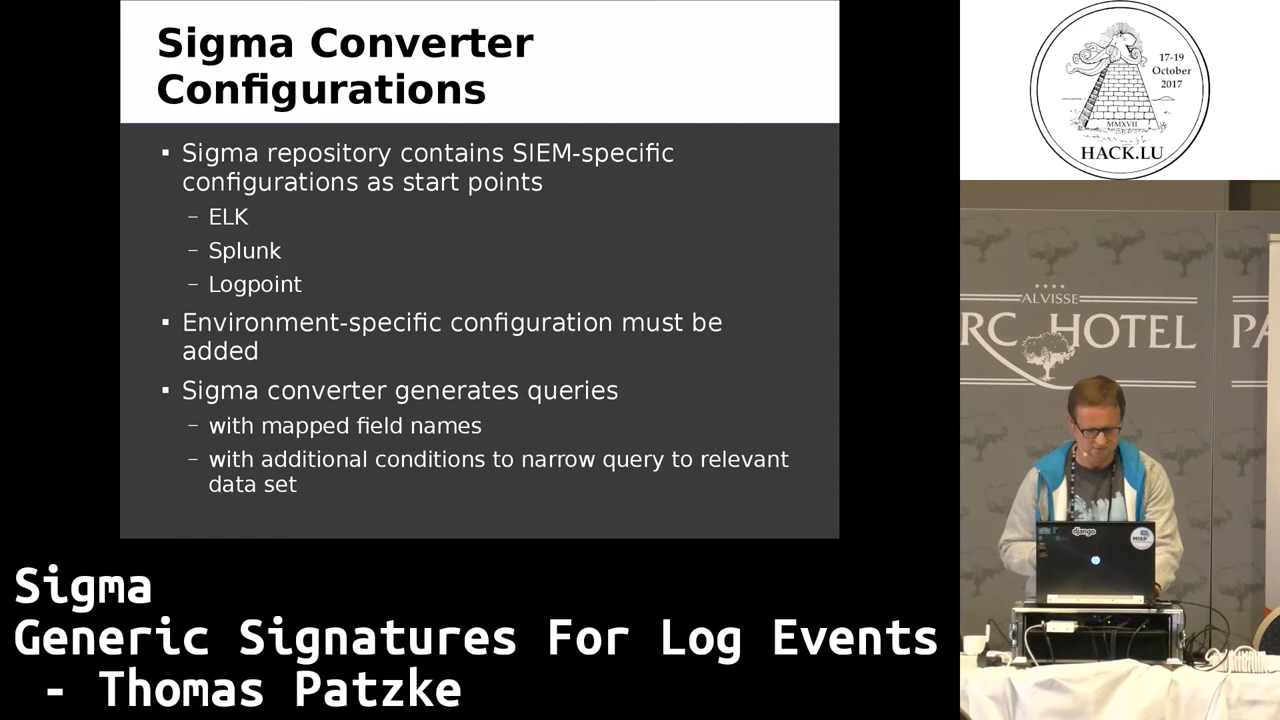 Sigma Converter
Configurations
▪ Sigma repository contains SIEM-specific
configurations as start points
– ELK
– Splunk
– Logpoint
▪ Environment-specific configuration must be
added
▪ Sigma converter generates queries
– with mapped field names
– with additional conditions to narrow query to relevant
data set
Sigma
Generic Signatures For Log Events
- Thomas Patzke
17-19
October
2017
MMXVII
HACK.LU
ALVISSE
RC HOTEL
PA
django
MISP
hp